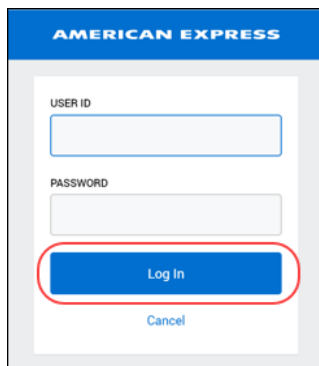 AMERICAN EXPRESS
USER ID
PASSWORD
Log In
Cancel